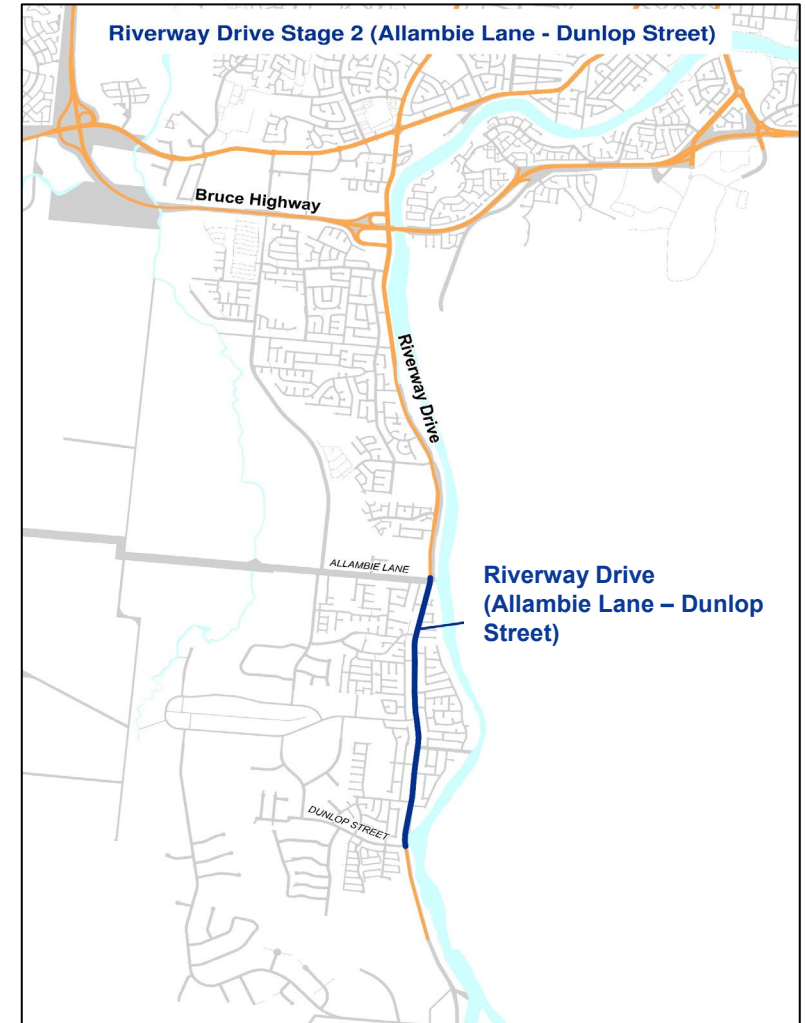 Riverway Drive Stage 2 (Allambie Lane - Dunlop Street)
Bruce Highway
Riverway Drive
ALLAMBIE LANE
Riverway Drive
(Allambie Lane – Dunlop
Street)
DUNLOP STREET